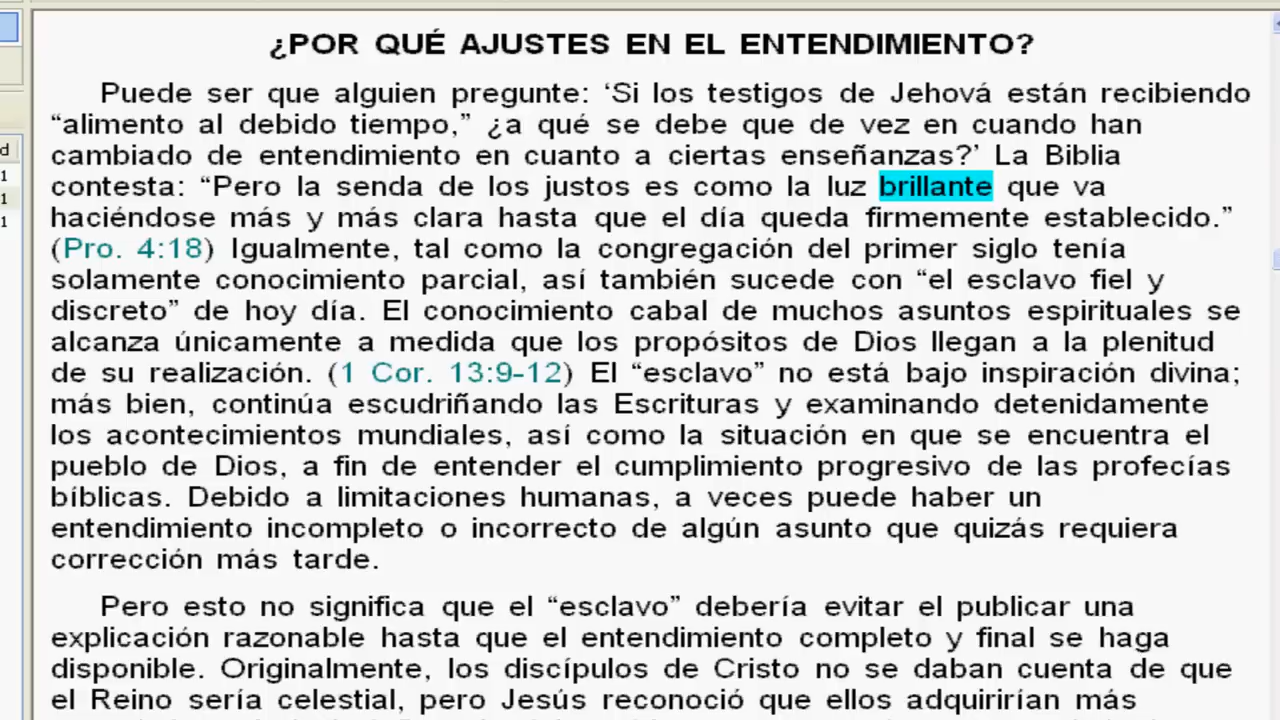 ¿POR QUÉ AJUSTES EN EL ENTENDIMIENTO?
Puede ser que alguien pregunte: ‘Si los testigos de Jehová están recibiendo
“alimento al debido tiempo,” ¿a qué se debe que de vez en cuando han
cambiado de entendimiento en cuanto a ciertas enseñanzas?’ La Biblia
contesta: “Pero la senda de los justos es como la luz brillante que va
haciéndose más y más clara hasta que el día queda firmemente establecido.”
(Pro. 4:18) Igualmente, tal como la congregación del primer siglo tenía
solamente conocimiento parcial, así también sucede con “el esclavo fiel y
discreto” de hoy día. El conocimiento cabal de muchos asuntos espirituales se
alcanza únicamente a medida que los propósitos de Dios llegan a la plenitud
de su realización. (1 Cor. 13:9-12) El “esclavo” no está bajo inspiración divina;
más bien, continúa escudriñando las Escrituras y examinando detenidamente
los acontecimientos mundiales, así como la situación en que se encuentra el
pueblo de Dios, a fin de entender el cumplimiento progresivo de las profecías
bíblicas. Debido a limitaciones humanas, a veces puede haber un
entendimiento incompleto o incorrecto de algún asunto que quizás requiera
corrección más tarde.
Pero esto no significa que el “esclavo” debería evitar el publicar una
explicación razonable hasta que el entendimiento completo y final se haga
disponible. Originalmente, los discípulos de Cristo no se daban cuenta de que
el Reino sería celestial, pero Jesús reconoció que ellos adquirirían más
d
1
1
1